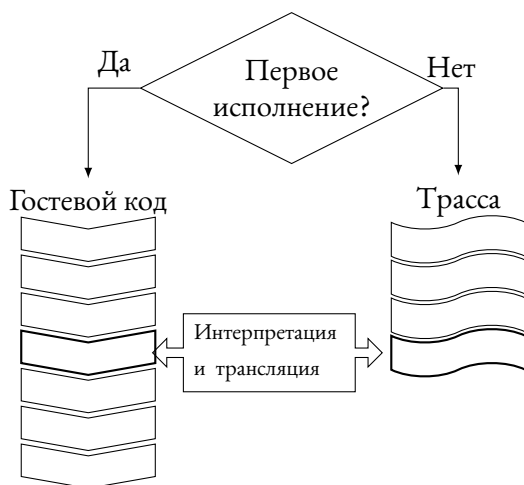 Первое
исполнение?
Да
Нет
Гостевой код
Трасса
Интерпретация
и трансляция